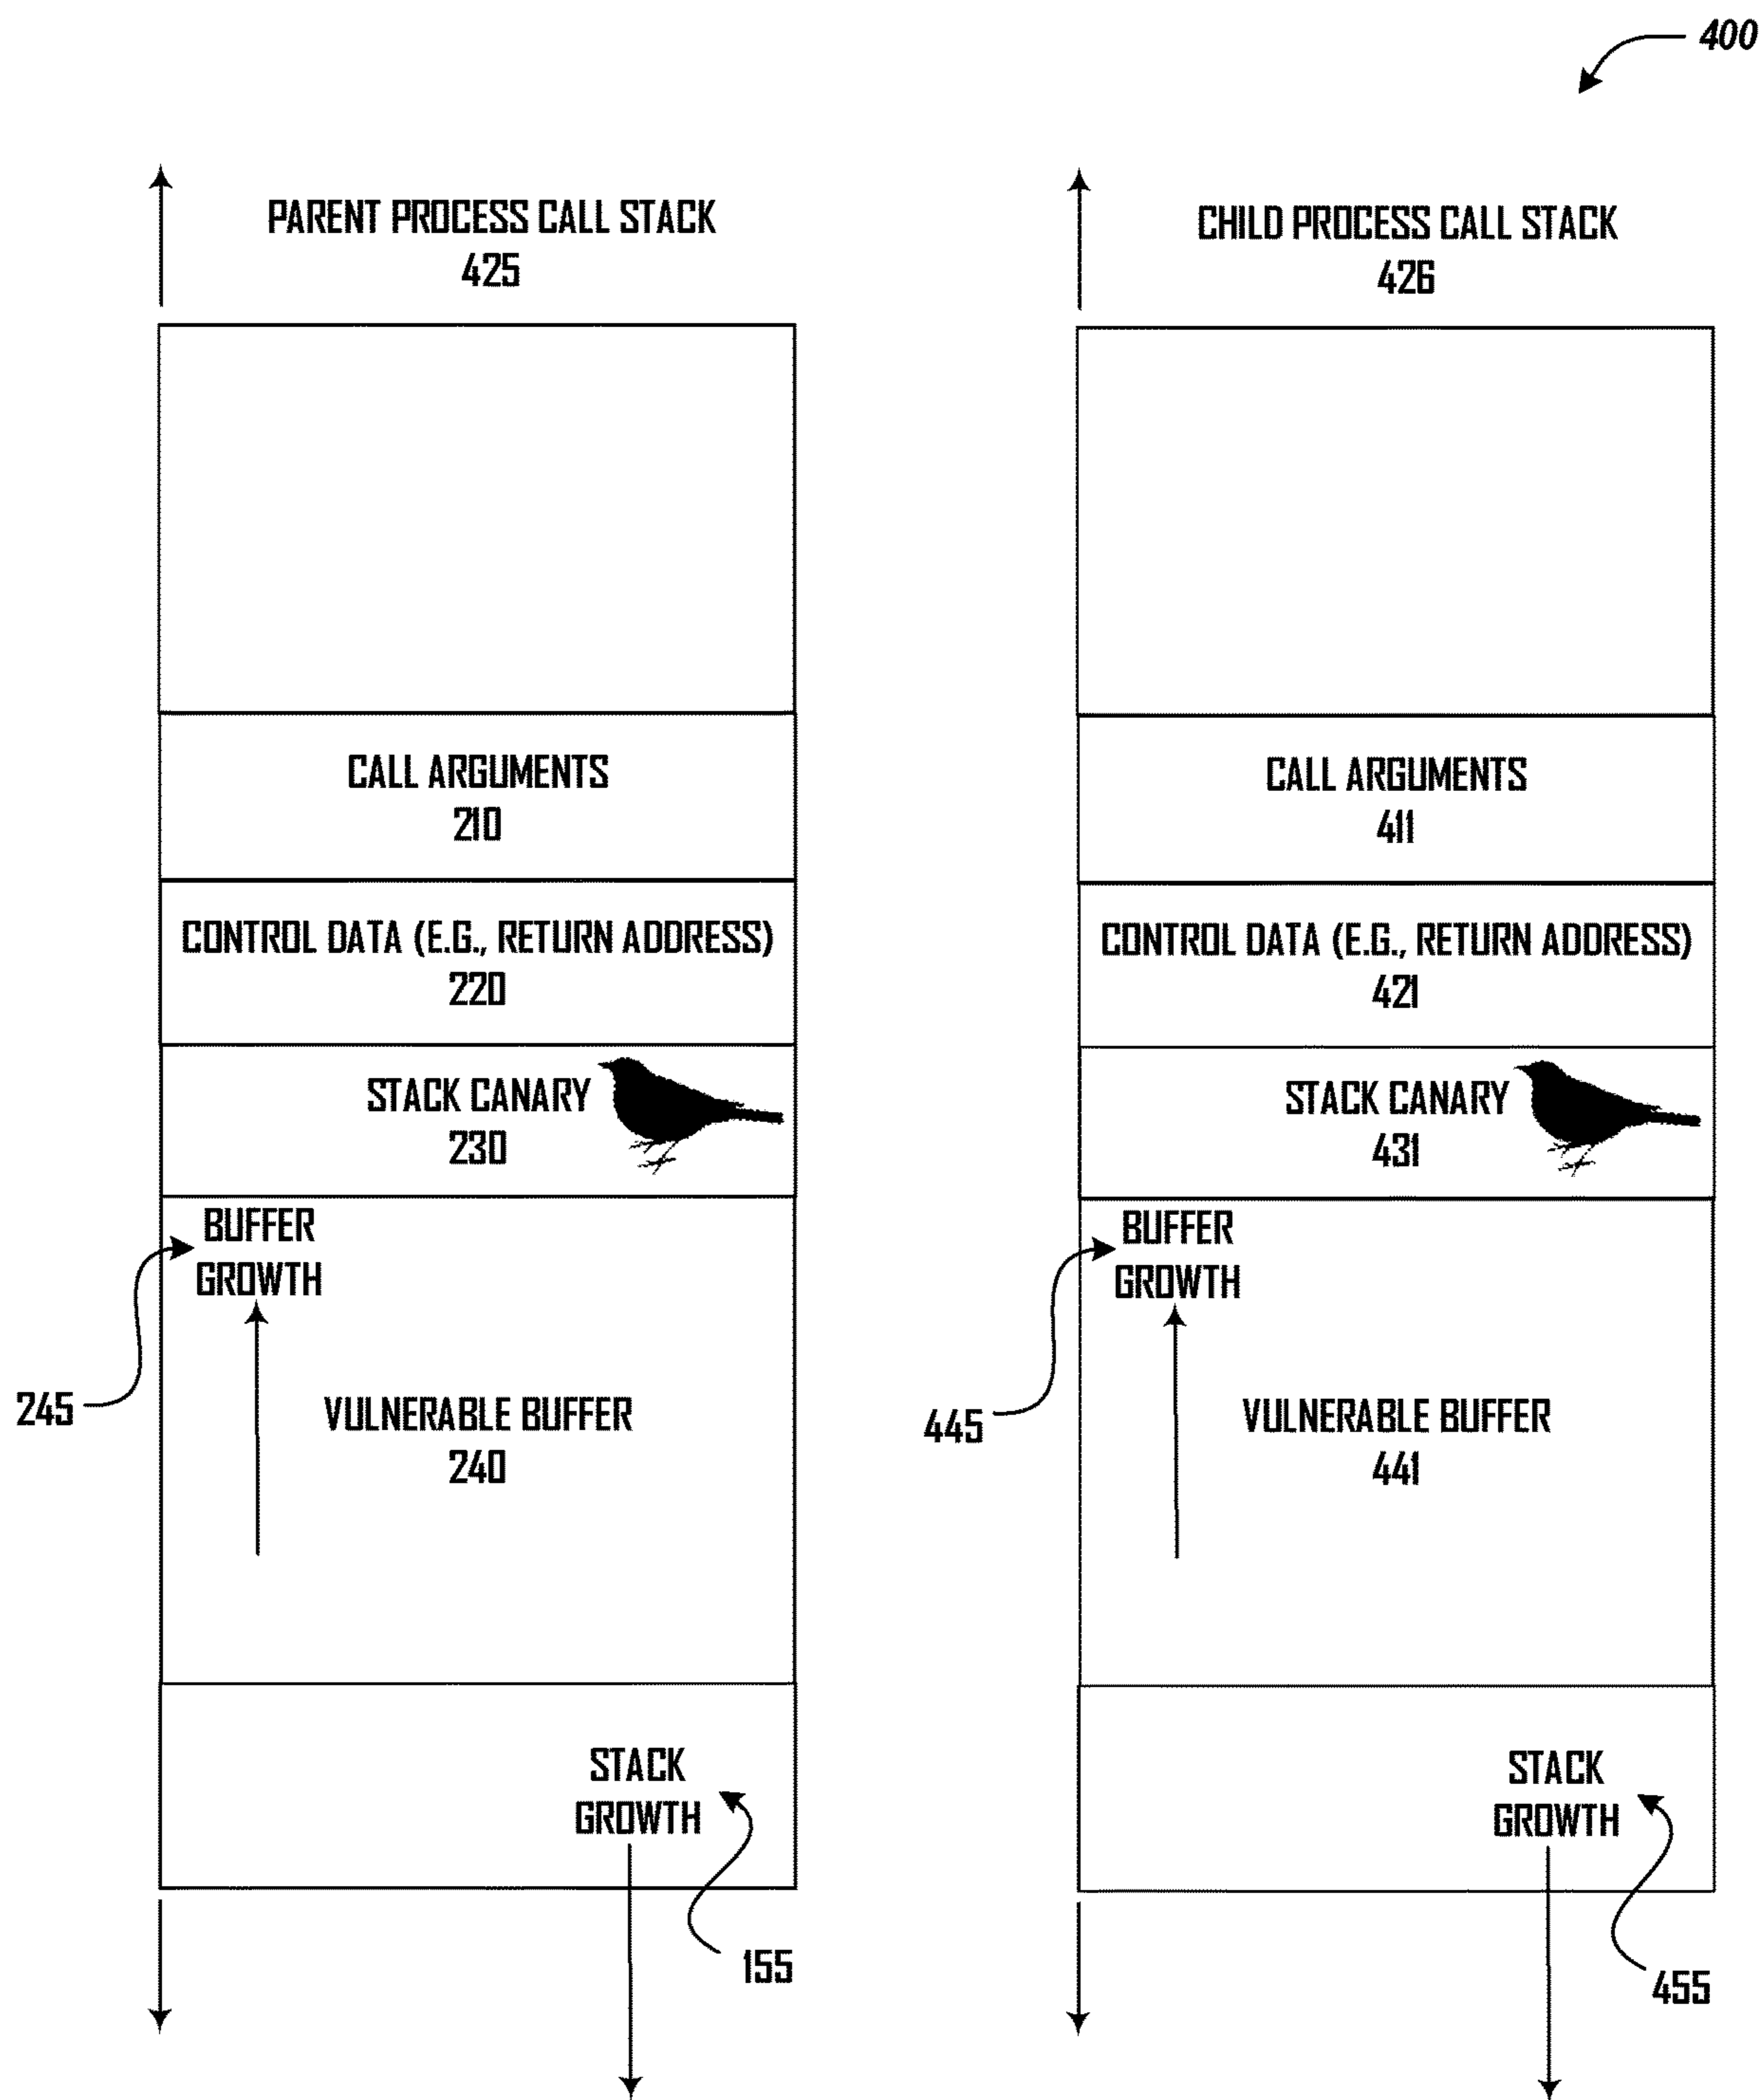 400
PARENT PROCESS CALL STACK
425
CALL ARGUMENTS
210
CONTROL DATA (E.G., RETURN ADDRESS)
220
STACK CANARY
230
BUFFER
GROWTH
245
VULNERABLE BUFFER
240
STACK
GROWTH
155
CHILD PROCESS CALL STACK
426
CALL ARGUMENTS
411
CONTROL DATA (E.G., RETURN ADDRESS)
421
STACK CANARY
431
BUFFER
GROWTH
445
VULNERABLE BUFFER
441
STACK
GROWTH
455